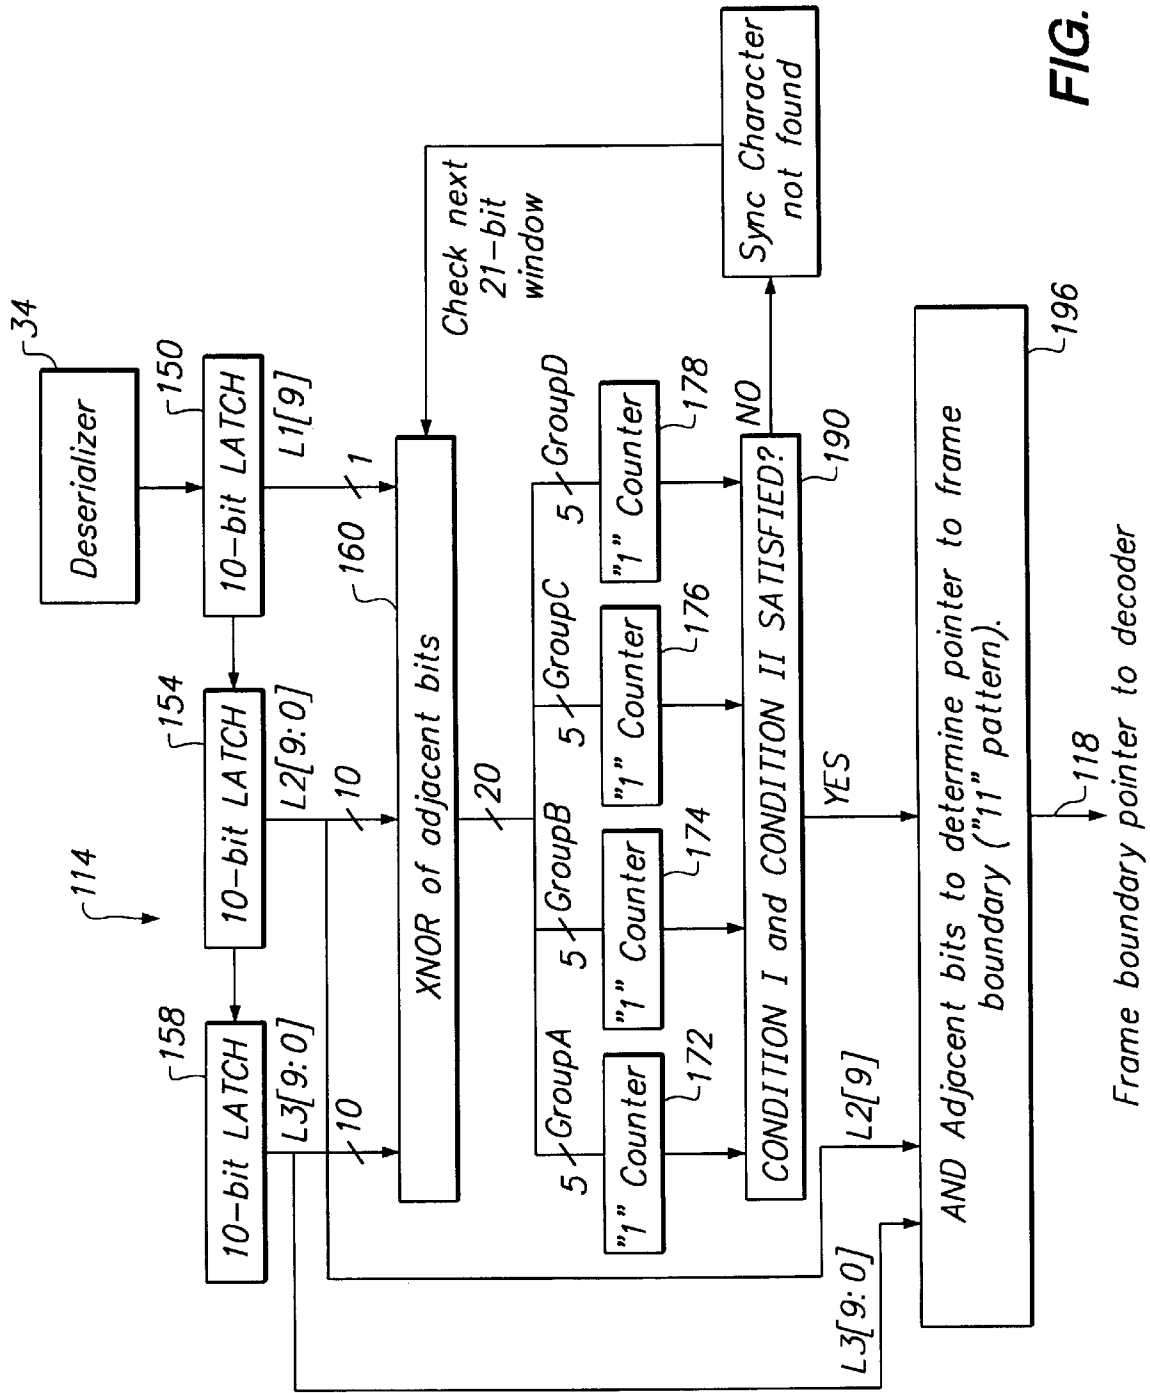 114
Deserializer
34
158
154
150
10-bit LATCH
10-bit LATCH
10-bit LATCH
L3[9:0]
L2[9:0]
L1[9]
10
10
1
160
XNOR of adjacent bits
Check next
21-bit
window
20
5
GroupA
5
GroupB
5
GroupC
5
GroupD
"1" Counter
"1" Counter
"1" Counter
"1" Counter
172
174
176
178
CONDITION I and CONDITION II SATISFIED?
190
NO
Sync Character
not found
YES
L3[9:0]
L2[9]
AND Adjacent bits to determine pointer to frame
boundary ("11" pattern).
196
118
Frame boundary pointer to decoder
FIG.